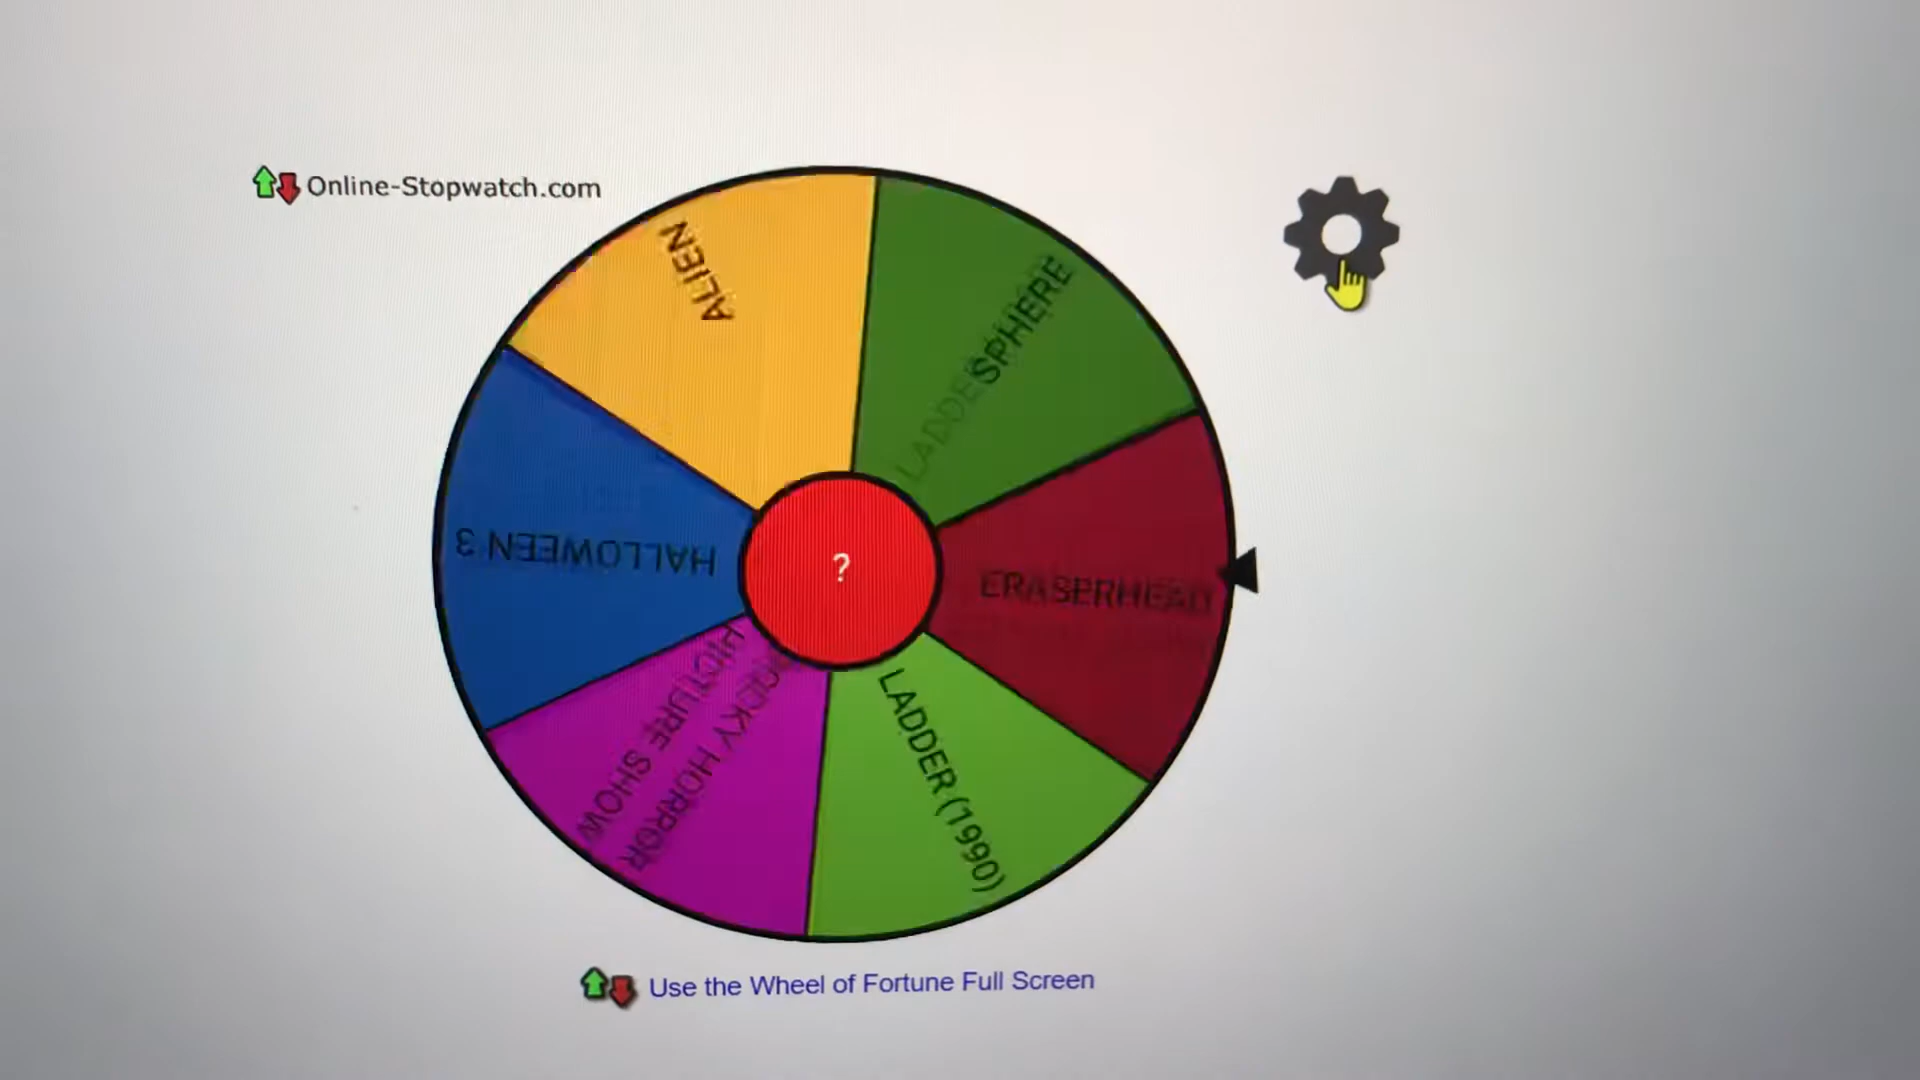 Online-Stopwatch.com
ALIEN
SPHERE
ERASERHEAD
LADDER (1990)
ROCKY HORROR
PICTURE SHOW
HALLOWEEN 3
?
Use the Wheel of Fortune Full Screen